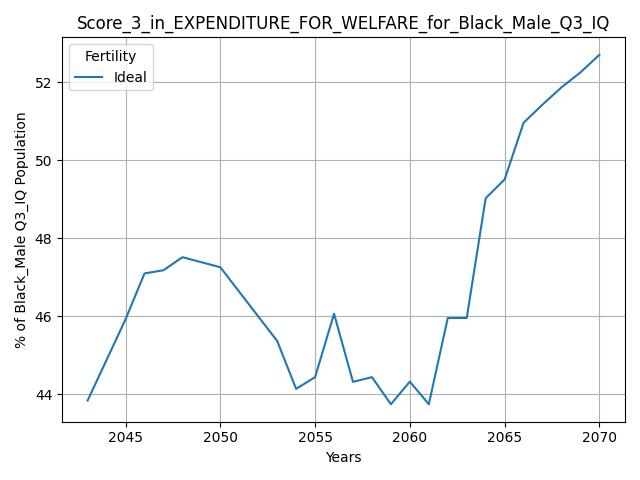 Score_3_in_EXPENDITURE_FOR_WELFARE_for_Black_Male_Q3_IQ
Fertility
Ideal
% of Black_Male Q3_IQ Population
52
50
48
46
44
2045
2050
2055
2060
2065
2070
Years